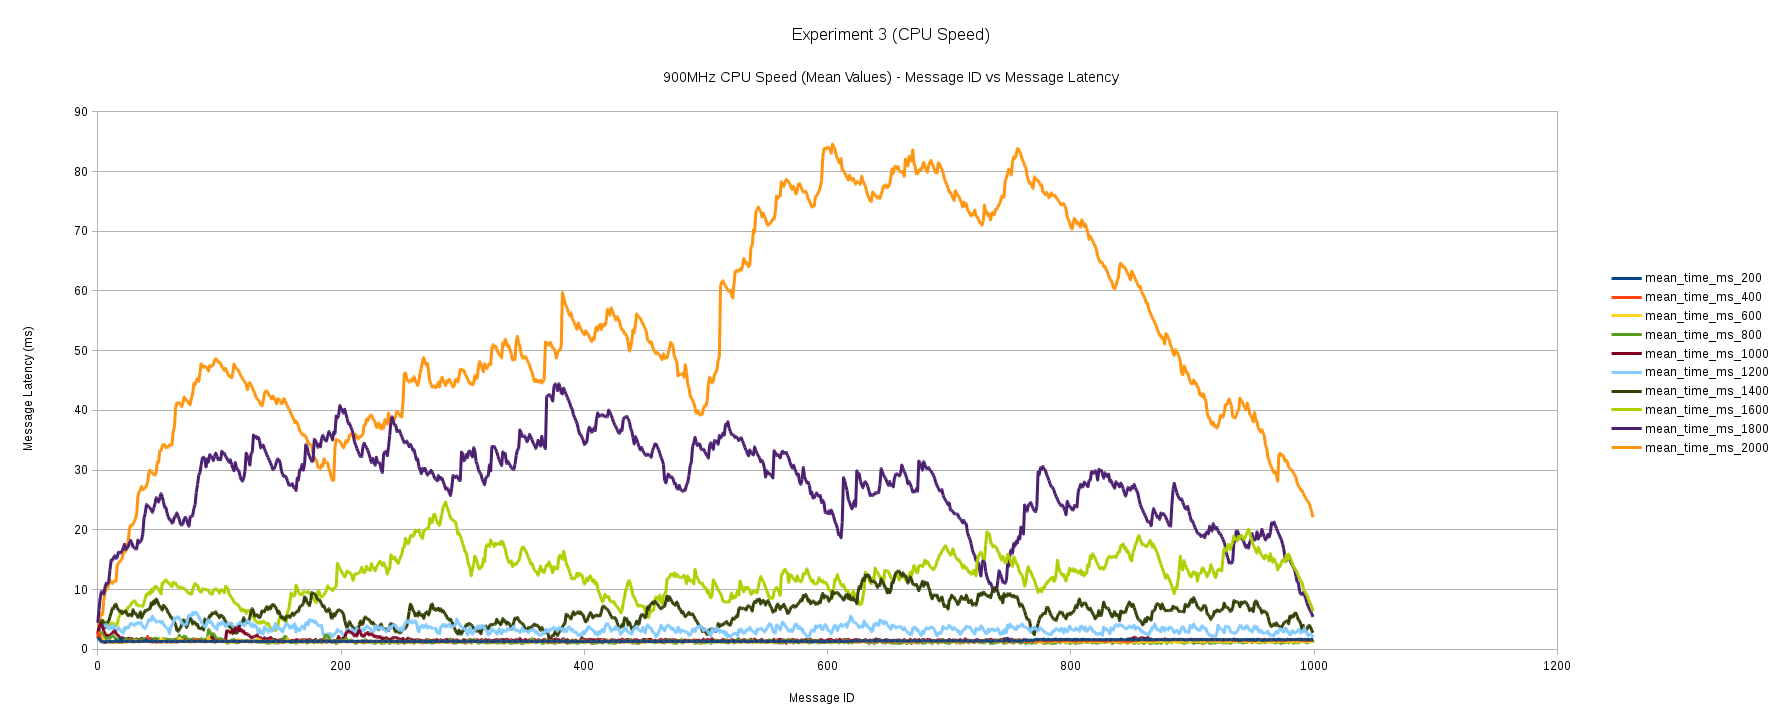 Experiment 3 (CPU Speed)
900MHz CPU Speed (Mean Values) - Message ID vs Message Latency
90
80
70
60
50
40
30
20
10
0
Message Latency (ms)
0 200 400 600 800 1000 1200
Message ID
mean_time_ms_200
mean_time_ms_400
mean_time_ms_600
mean_time_ms_800
mean_time_ms_1000
mean_time_ms_1200
mean_time_ms_1400
mean_time_ms_1600
mean_time_ms_1800
mean_time_ms_2000